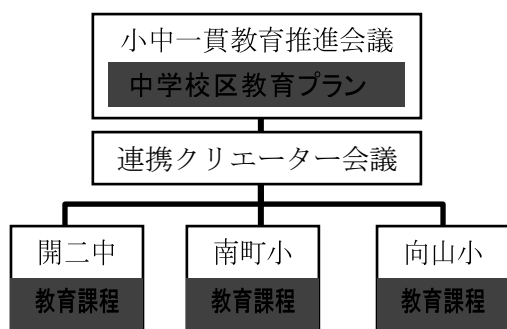 小中一貫教育推進会議
中学校区教育プラン
連携クリエーター会議
開二中
南町小
向山小
教育課程
教育課程
教育課程